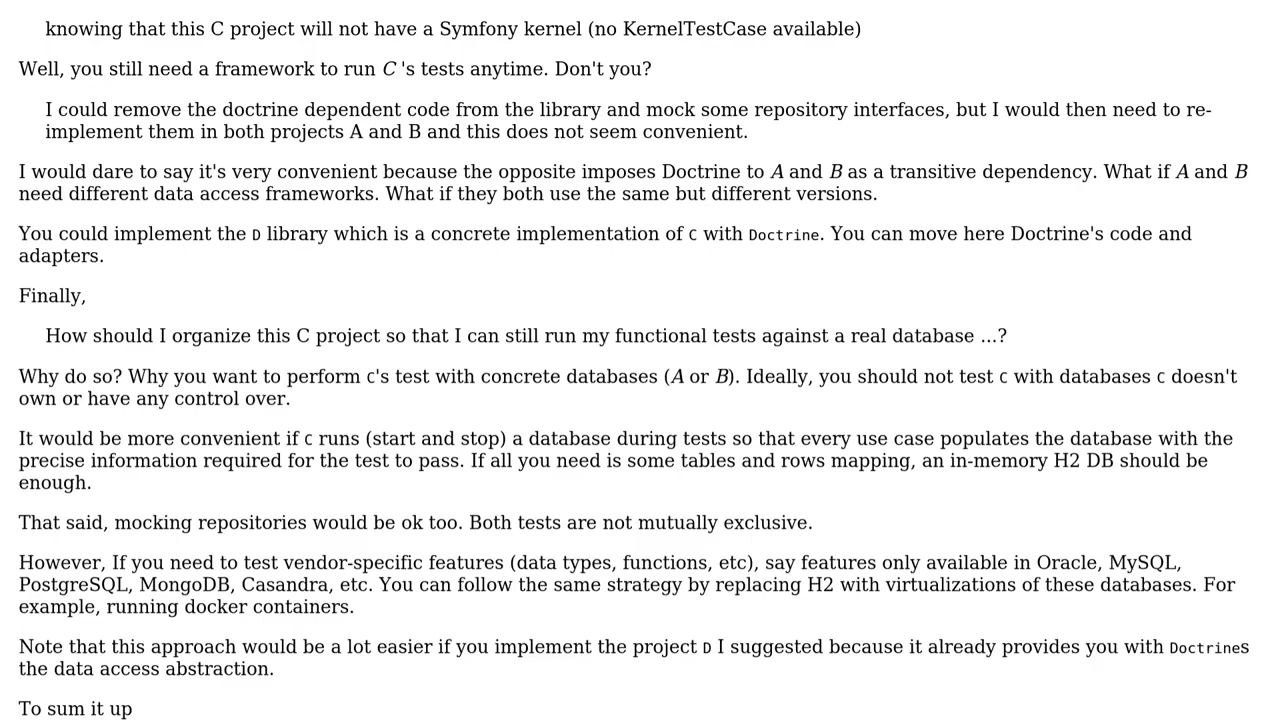 knowing that this C project will not have a Symfony kernel (no KernelTestCase available)
Well, you still need a framework to run C 's tests anytime. Don't you?
I could remove the doctrine dependent code from the library and mock some repository interfaces, but I would then need to re-
implement them in both projects A and B and this does not seem convenient.
I would dare to say it's very convenient because the opposite imposes Doctrine to A and B as a transitive dependency. What if A and B
need different data access frameworks. What if they both use the same but different versions.
You could implement the D library which is a concrete implementation of C with Doctrine. You can move here Doctrine's code and
adapters.
Finally,
How should I organize this C project so that I can still run my functional tests against a real database ...?
Why do so? Why you want to perform C's test with concrete databases (A or B). Ideally, you should not test C with databases C doesn't
own or have any control over.
It would be more convenient if C runs (start and stop) a database during tests so that every use case populates the database with the
precise information required for the test to pass. If all you need is some tables and rows mapping, an in-memory H2 DB should be
enough.
That said, mocking repositories would be ok too. Both tests are not mutually exclusive.
However, If you need to test vendor-specific features (data types, functions, etc), say features only available in Oracle, MySQL,
PostgreSQL, MongoDB, Casandra, etc. You can follow the same strategy by replacing H2 with virtualizations of these databases. For
example, running docker containers.
Note that this approach would be a lot easier if you implement the project D I suggested because it already provides you with Doctrines
the data access abstraction.
To sum it up